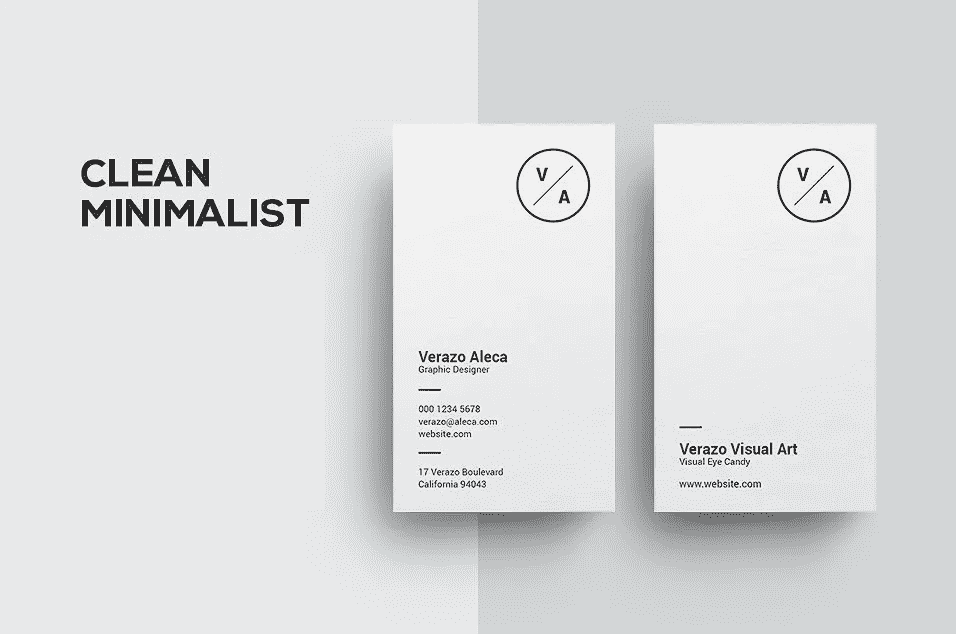 CLEAN
MINIMALIST
V
A
Verazo Aleca
Graphic Designer
000 1234 5678
verazo@aleca.com
website.com
17 Verazo Boulevard
California 94043
V
A
Verazo Visual Art
Visual Eye Candy
www.website.com